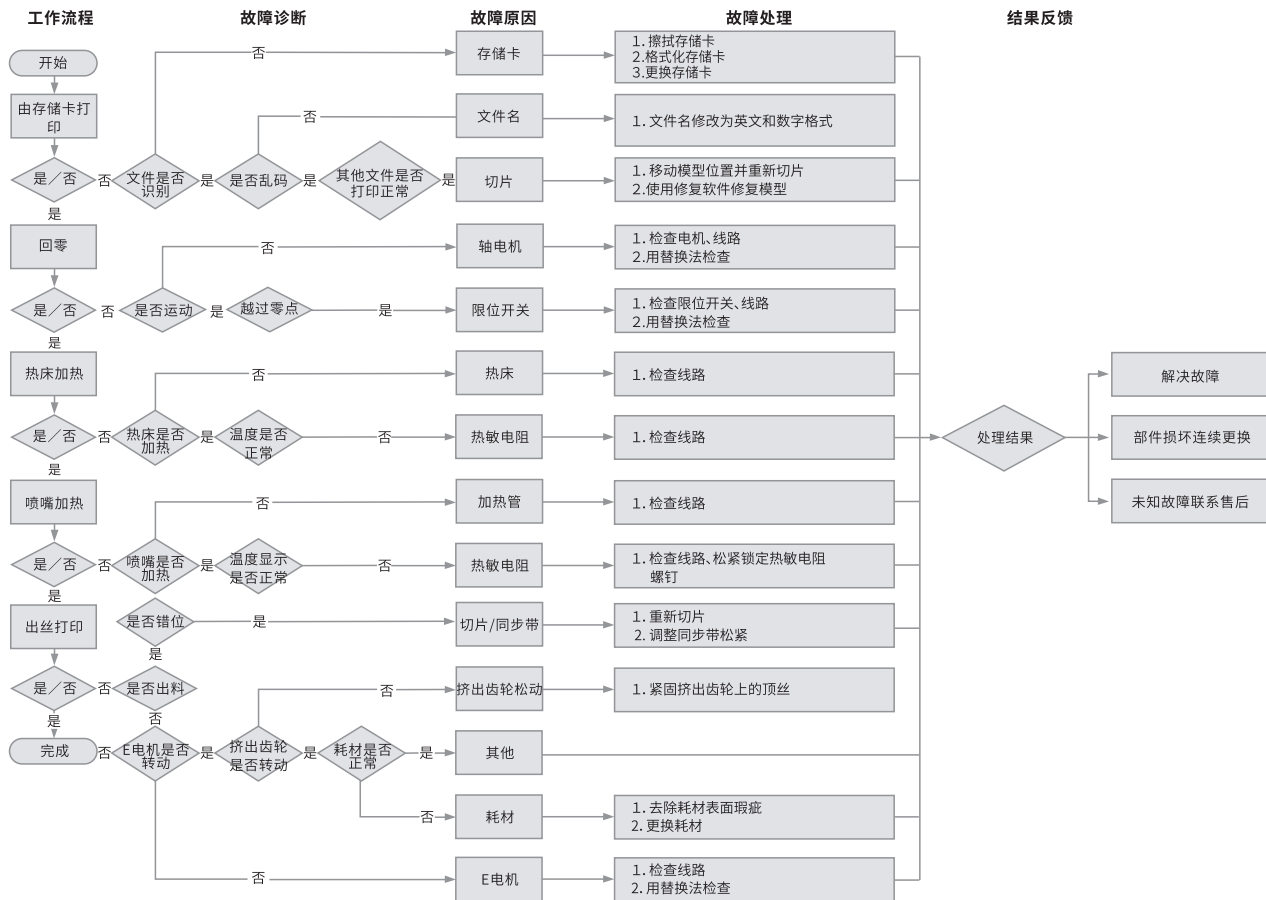 工作流程
故障诊断
故障原因
故障处理
结果反馈
开始
由存储卡打
印
是／否
是
回零
是／否
是
热床加热
是／否
是
喷嘴加热
是／否
是
出丝打印
是／否
是
完成
否
文件是否
识别
否
是
是否乱码
否
是
其他文件是否
打印正常
是
否
是否运动
否
是
越过零点
是
否
热床是否
加热
否
是
温度是否
正常
否
否
喷嘴是否
加热
否
是
温度显示
是否正常
否
是否错位
是
是
否
是否出料
否
否
E电机是否
转动
否
是
挤出齿轮
是否转动
否
是
耗材是否
正常
是
否
存储卡
文件名
切片
轴电机
限位开关
热床
热敏电阻
加热管
热敏电阻
切片/同步带
挤出齿轮松动
其他
耗材
E电机
1. 擦拭存储卡
2.格式化存储卡
3.更换存储卡
1. 文件名修改为英文和数字格式
1. 移动模型位置并重新切片
2.使用修复软件修复模型
1. 检查电机、线路
2.用替换法检查
1. 检查限位开关、线路
2.用替换法检查
1. 检查线路
1. 检查线路
1. 检查线路
1. 检查线路、松紧锁定热敏电阻
螺钉
1. 重新切片
2. 调整同步带松紧
1. 紧固挤出齿轮上的顶丝
1. 去除耗材表面瑕疵
2. 更换耗材
1. 检查线路
2. 用替换法检查
处理结果
解决故障
部件损坏连续更换
未知故障联系售后